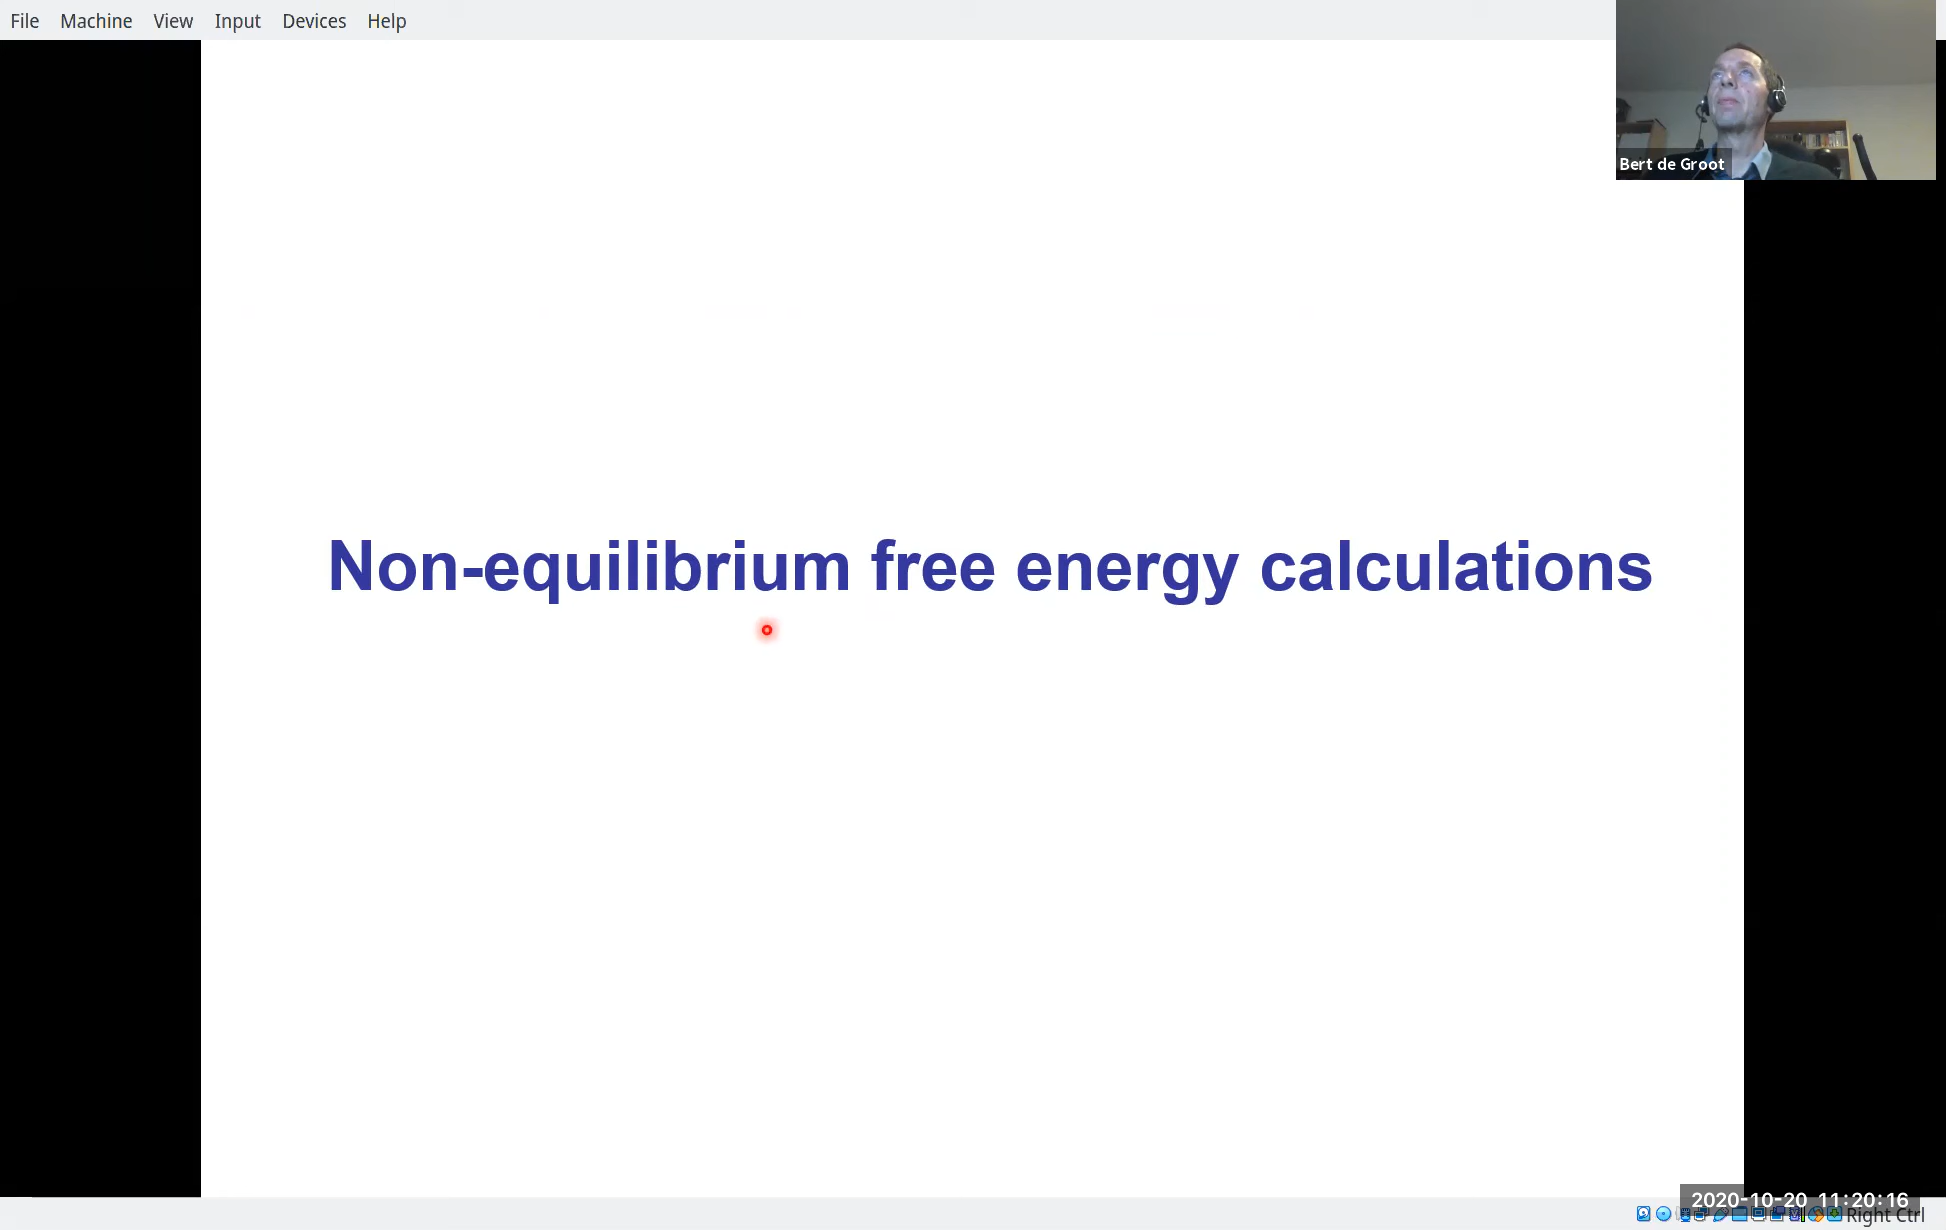 File Machine View Input Devices Help
Bert de Groot
Non-equilibrium free energy calculations
2020-10-20 11:20:16
Right Ctrl